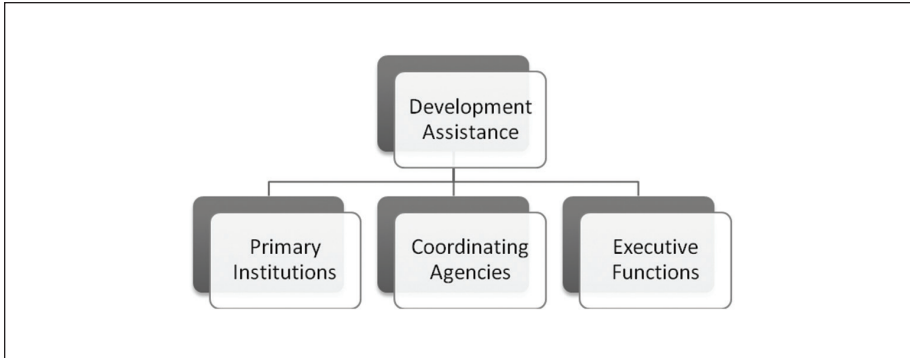 Development
Assistance
Primary
Institutions
Coordinating
Agencies
Executive
Functions